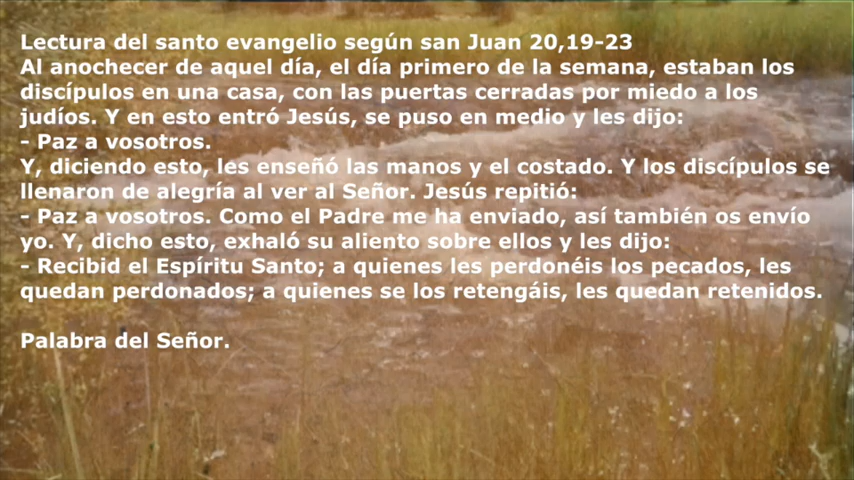 Lectura del santo evangelio según san Juan 20,19-23
Al anochecer de aquel día, el día primero de la semana, estaban los
discípulos en una casa, con las puertas cerradas por miedo a los
judíos. Y en esto entró Jesús, se puso en medio y les dijo:
- Paz a vosotros.
Y, diciendo esto, les enseñó las manos y el costado. Y los discípulos se
llenaron de alegría al ver al Señor. Jesús repitió:
- Paz a vosotros. Como el Padre me ha enviado, así también os envío
yo. Y, dicho esto, exhaló su aliento sobre ellos y les dijo:
- Recibid el Espíritu Santo; a quienes les perdonéis los pecados, les
quedan perdonados; a quienes se los retengáis, les quedan retenidos.
Palabra del Señor.